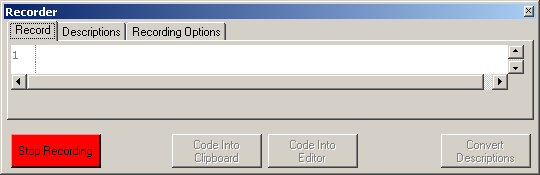 Recorder
Record
Descriptions
Recording Options
1
Stop Recording
Code Into
Clipboard
Code Into
Editor
Convert
Descriptions